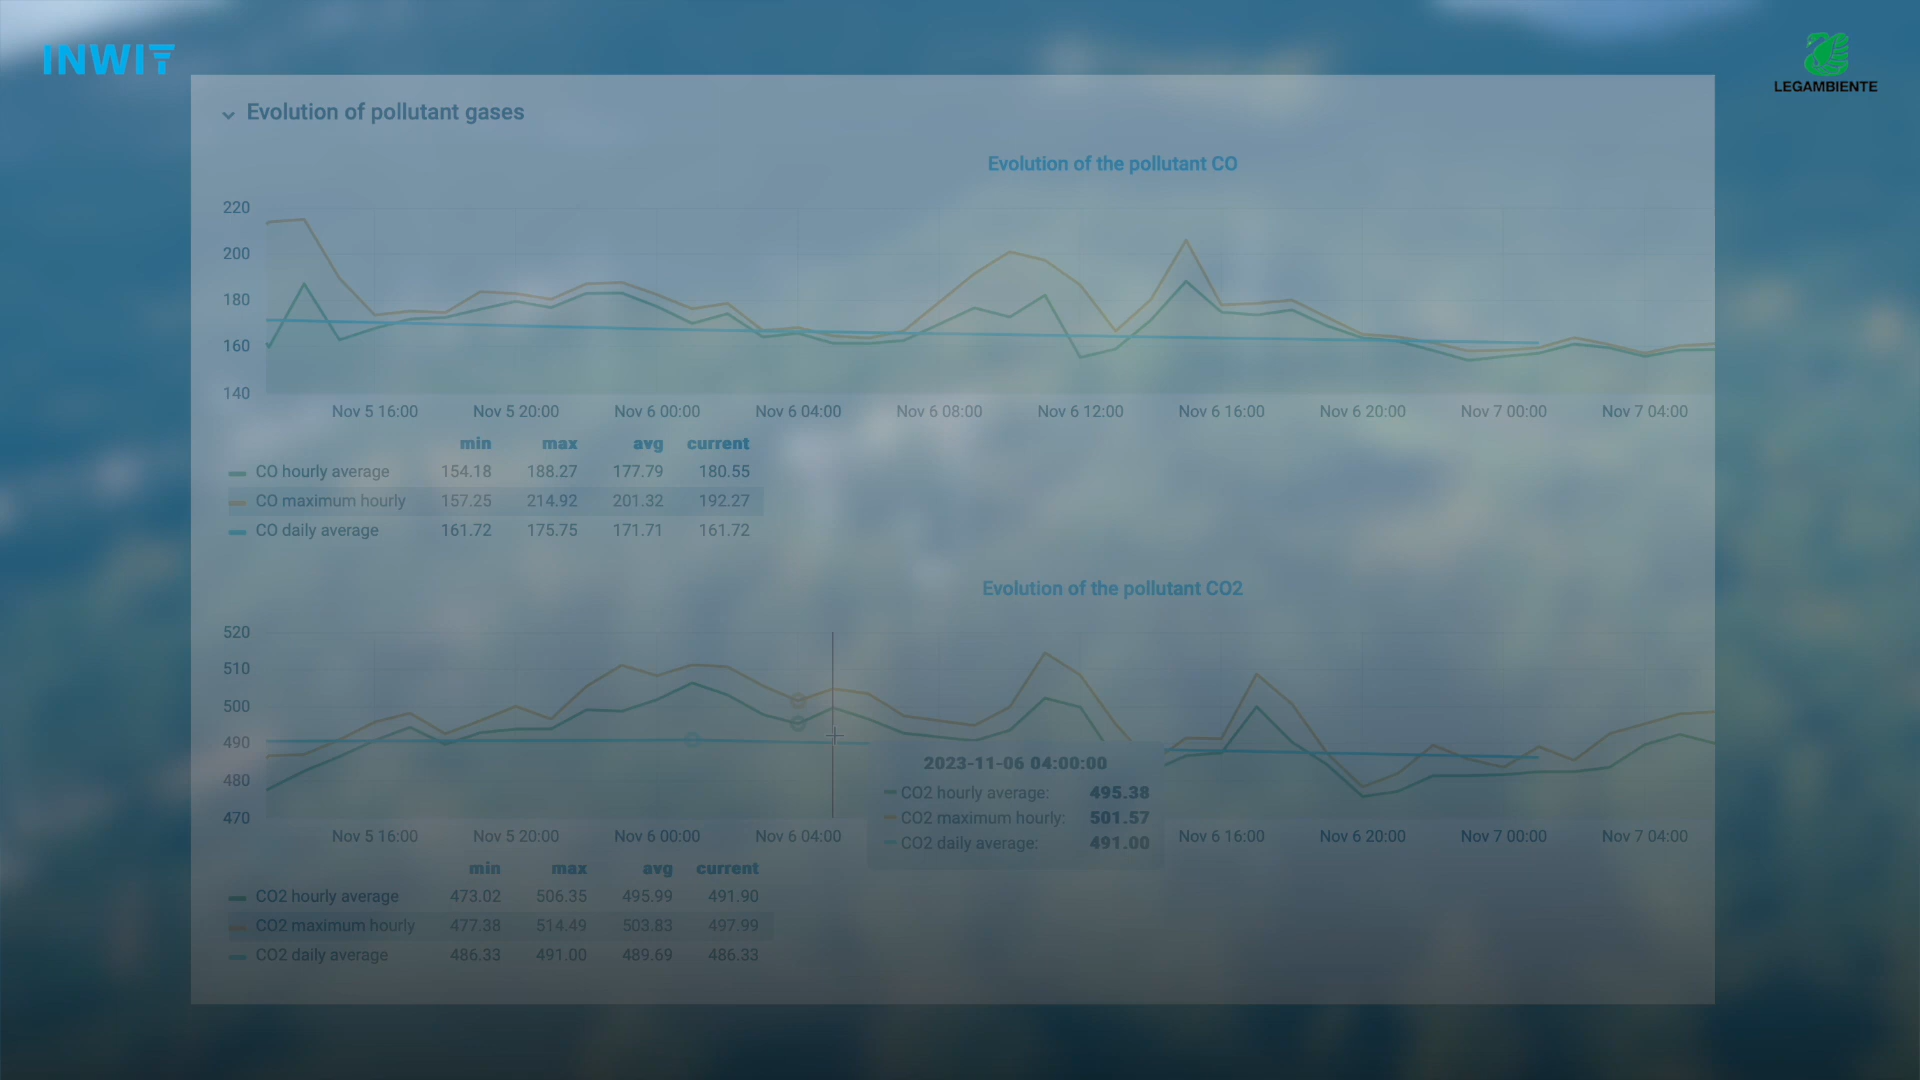 INWIT
LEGAMBIENTE
Evolution of pollutant gases
Evolution of the pollutant CO
220
200
180
160
140
Nov 5 16:00 Nov 5 20:00 Nov 6 00:00 Nov 6 04:00 Nov 6 08:00 Nov 6 12:00 Nov 6 16:00 Nov 6 20:00 Nov 7 00:00 Nov 7 04:00
min max avg current
CO hourly average 154.18 188.27 177.79 180.55
CO maximum hourly 157.25 214.92 201.32 192.27
CO daily average 161.72 175.75 171.71 161.72
Evolution of the pollutant CO2
520
510
500
490
480
470
2023-11-06 04:00:00
CO2 hourly average: 495.38
CO2 maximum hourly: 501.57
CO2 daily average: 491.00
Nov 5 16:00 Nov 5 20:00 Nov 6 00:00 Nov 6 04:00 Nov 6 16:00 Nov 6 20:00 Nov 7 00:00 Nov 7 04:00
min max avg current
CO2 hourly average 473.02 506.35 495.99 491.90
CO2 maximum hourly 477.38 514.49 503.83 497.99
CO2 daily average 486.33 491.00 489.69 486.33